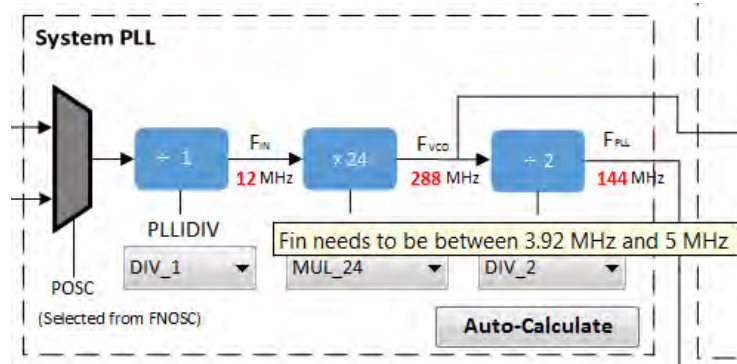 System PLL
÷ 1
FIN
12 MHz
x 24
FVCO
288 MHz
÷ 2
FPLL
144 MHz
PLLIDIV
Fin needs to be between 3.92 MHz and 5 MHz
DIV_1
MUL_24
DIV_2
POSC
(Selected from FNOSC)
Auto-Calculate